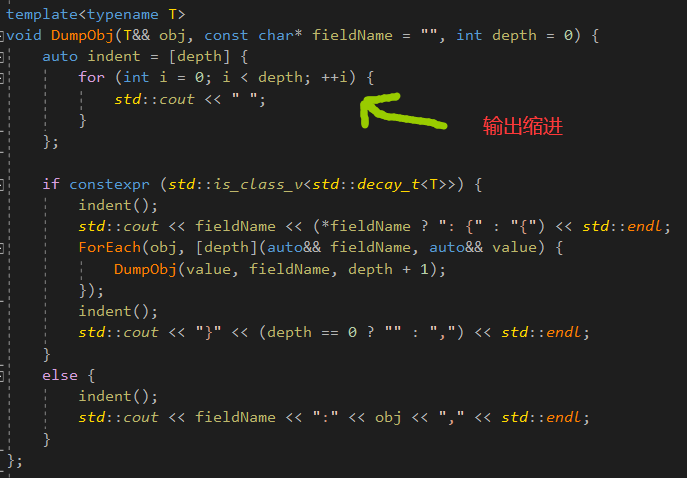 template<typename T>
void DumpObj(T&& obj, const char* fieldName = "", int depth = 0) {
    auto indent = [depth] {
        for (int i = 0; i < depth; ++i) {
            std::cout << " ";
        }
    };
输出缩进
    if constexpr (std::is_class_v<std::decay_t<T>>) {
        indent();
        std::cout << fieldName << (*fieldName ? ": {" : "{") << std::endl;
        ForEach(obj, [depth](auto&& fieldName, auto&& value) {
            DumpObj(value, fieldName, depth + 1);
        });
        indent();
        std::cout << "}" << (depth == 0 ? "" : ",") << std::endl;
    }
    else {
        indent();
        std::cout << fieldName << ":" << obj << "," << std::endl;
    }
};